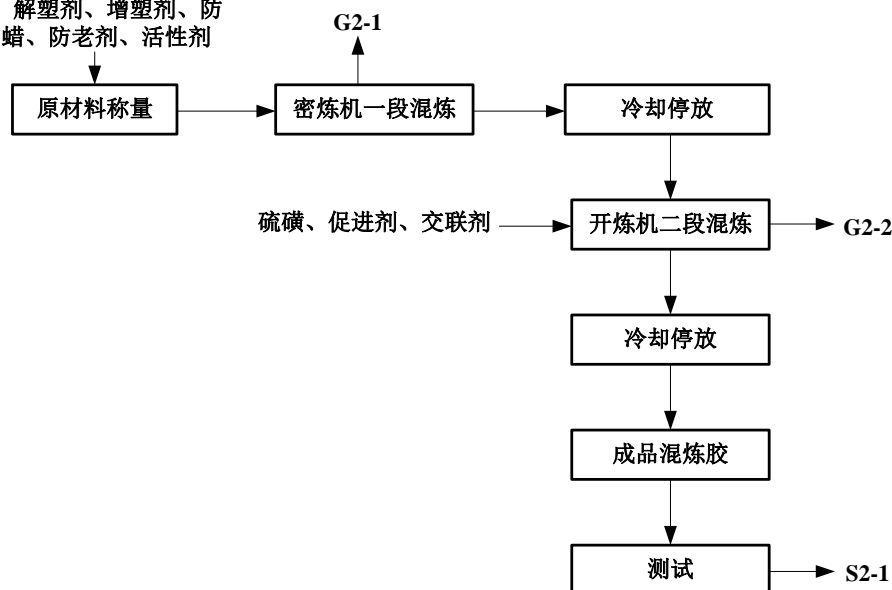 解塑剂、增塑剂、防
蜡、防老剂、活性剂
G2-1
原材料称量
密炼机一段混炼
冷却停放
硫磺、促进剂、交联剂
开炼机二段混炼
G2-2
冷却停放
成品混炼胶
测试
S2-1